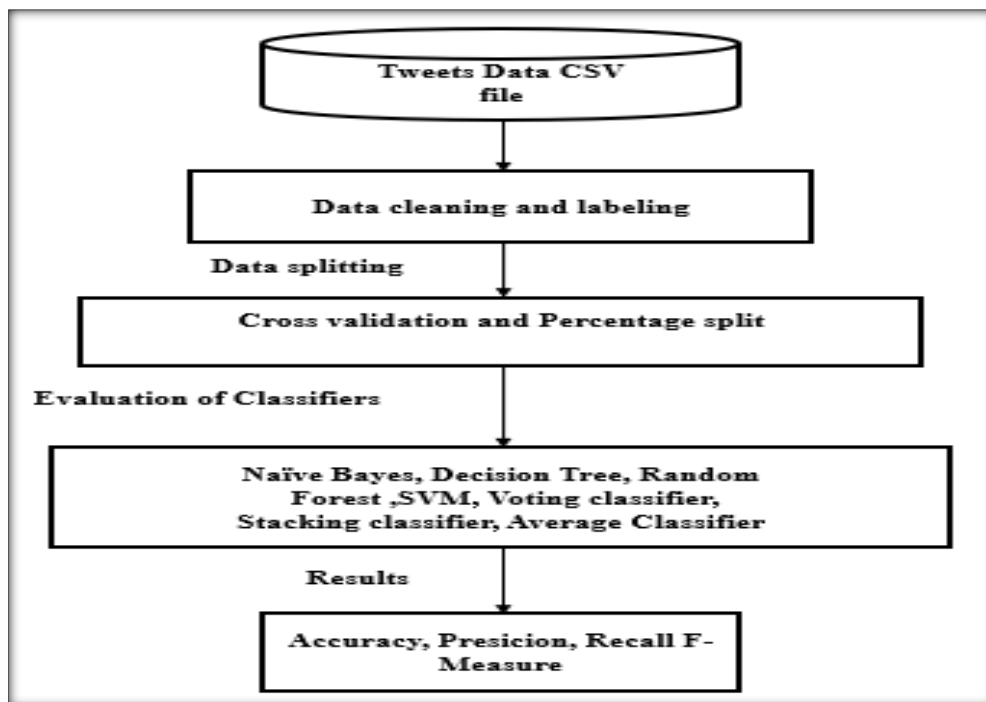 Tweets Data CSV
file
Data cleaning and labeling
Data splitting
Cross validation and Percentage split
Evaluation of Classifiers
Naïve Bayes, Decision Tree, Random
Forest ,SVM, Voting classifier,
Stacking classifier, Average Classifier
Results
Accuracy, Presicion, Recall F-
Measure